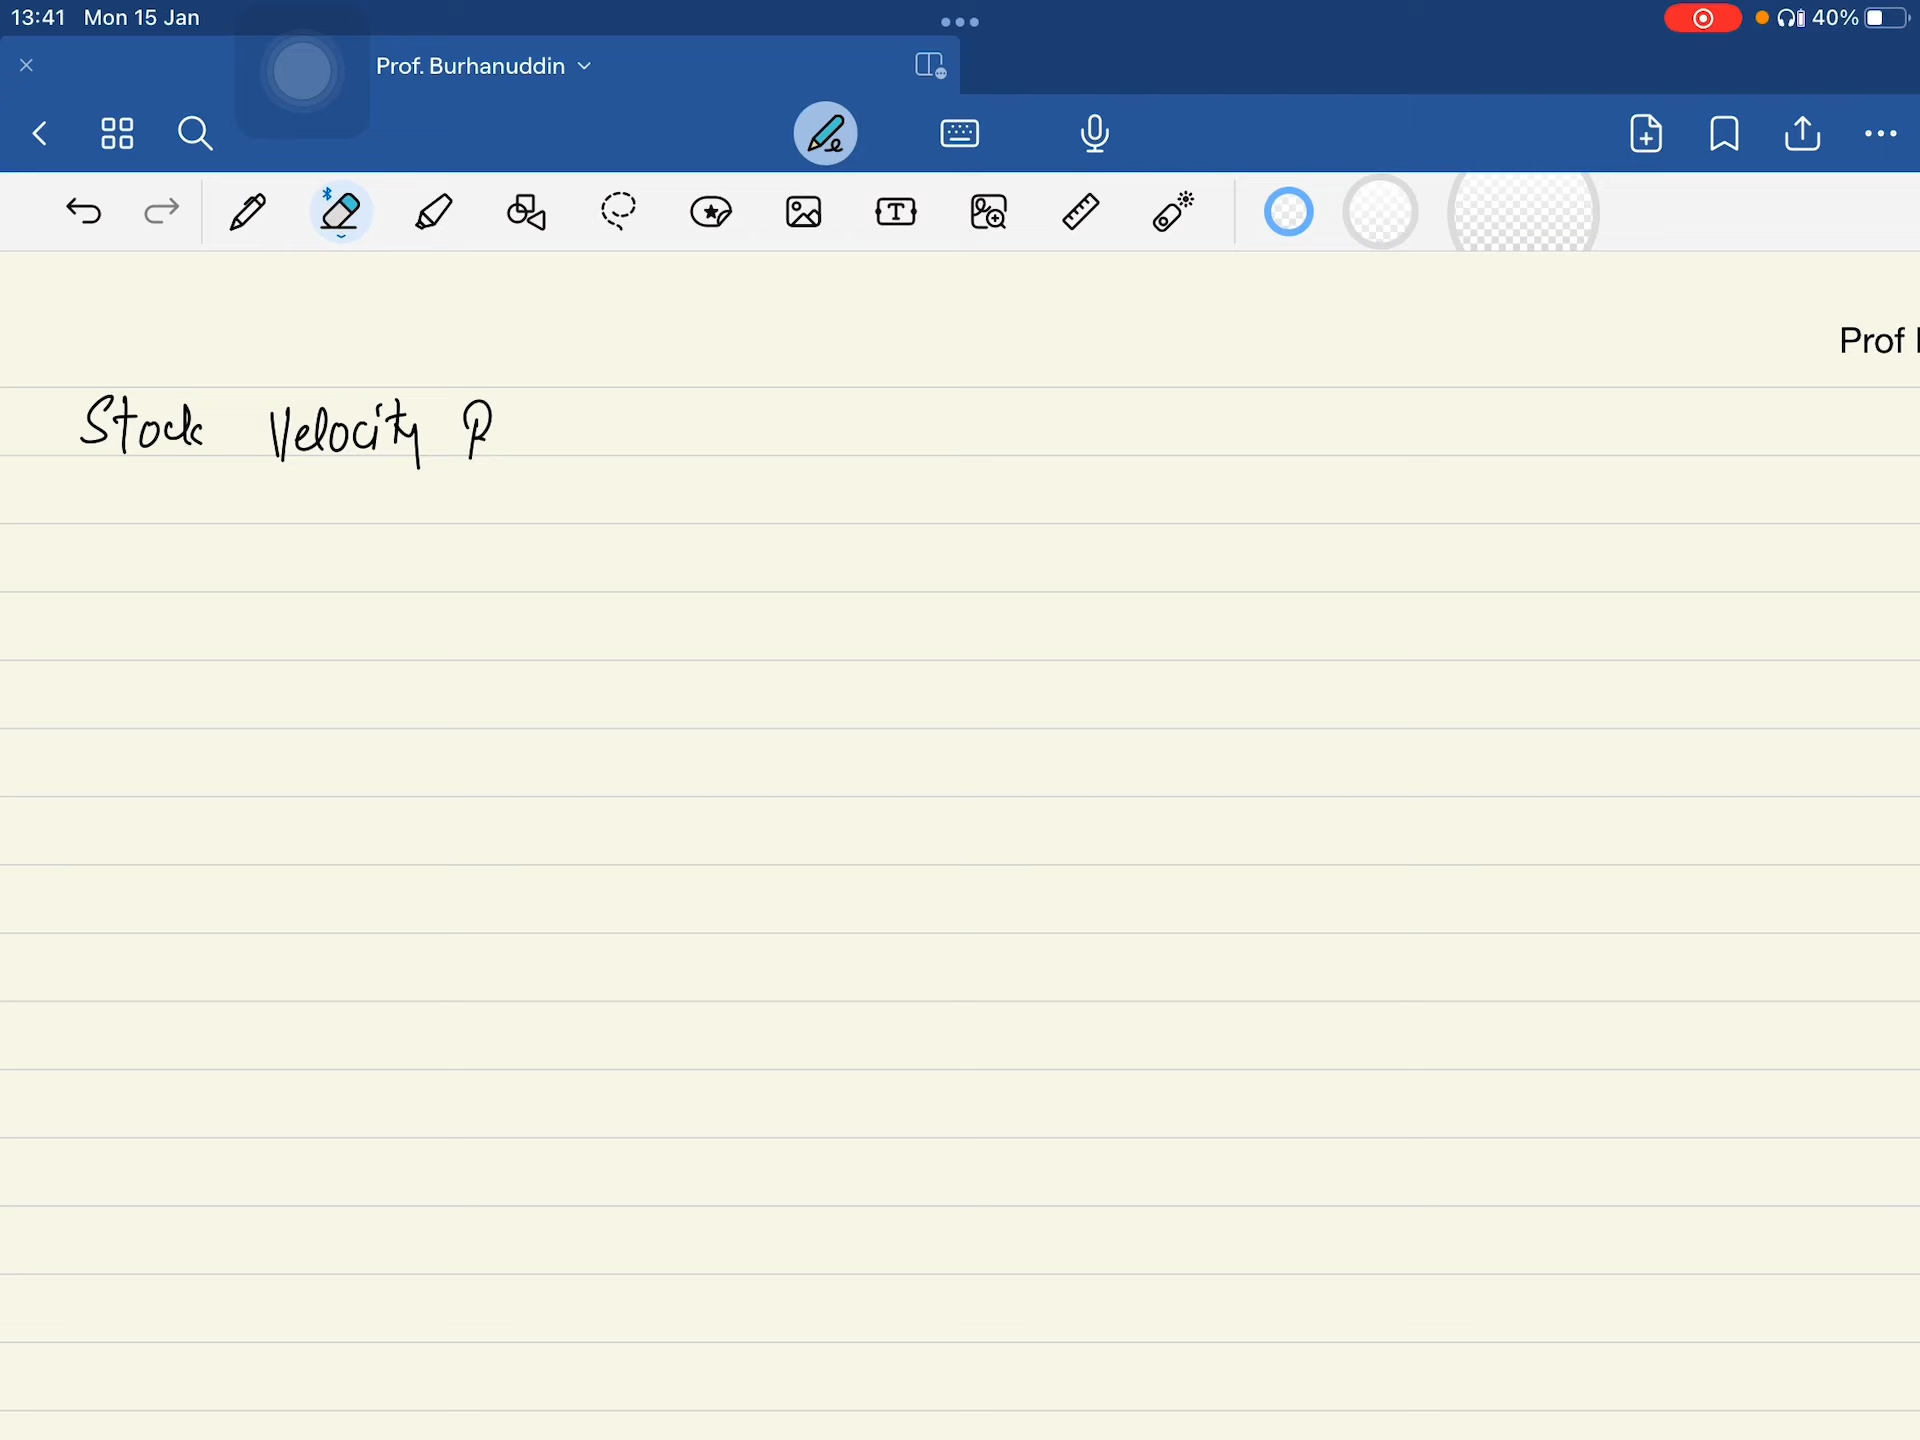 13:41 Mon 15 Jan
40%
Prof. Burhanuddin
Prof
Stock Velocity R